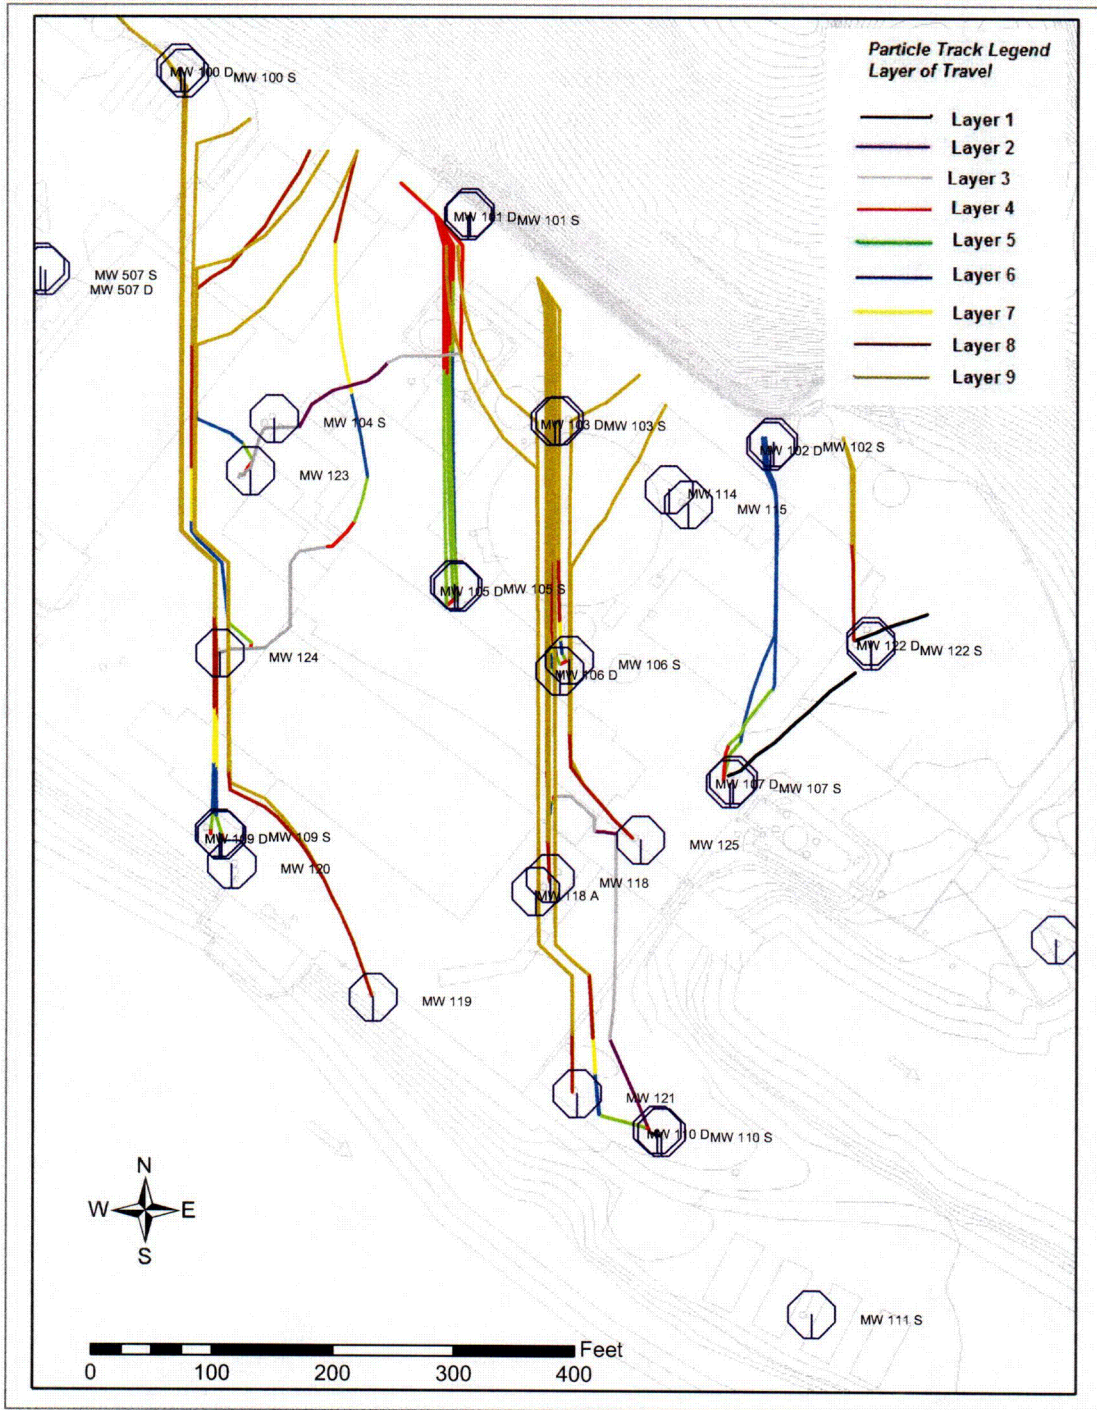 Particle Track Legend
Layer of Travel
Layer 1
Layer 2
Layer 3
Layer 4
Layer 5
Layer 6
Layer 7
Layer 8
Layer 9
MW 100 D MW 100 S
MW 101 D MW 101 S
MW 507 S
MW 507 D
MW 104 S
MW 103 D MW 103 S
MW 102 D MW 102 S
MW 123
MW 114
MW 115
MW 105 D MW 105 S
MW 124
MW 106 S
MW 106 D
MW 122 D MW 122 S
MW 107 D MW 107 S
MW 109 D MW 109 S
MW 125
MW 120
MW 118
MW 118 A
MW 119
MW 121
MW 110 D MW 110 S
N
W E
S
MW 111 S
Feet
0 100 200 300 400